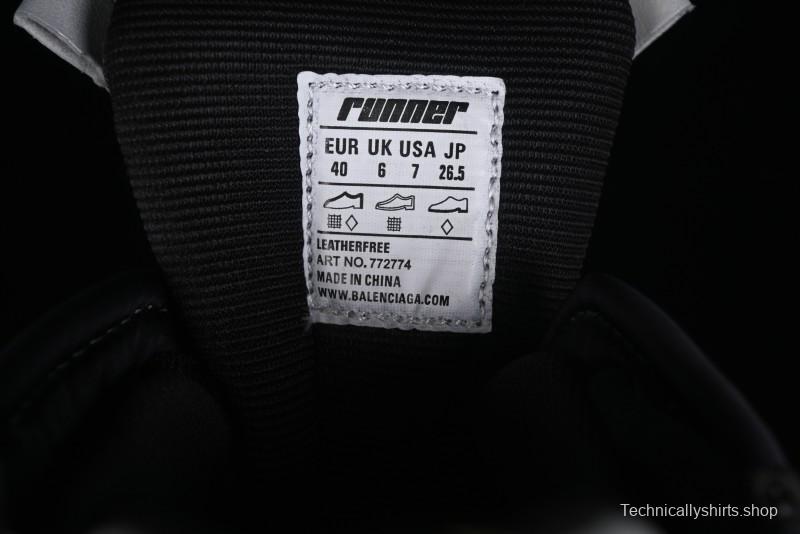 runner
EUR UK USA JP
40 6 7 26.5
LEATHERFREE
ART NO. 772774
MADE IN CHINA
WWW.BALENCIAGA.COM
Technicallyshirts.shop